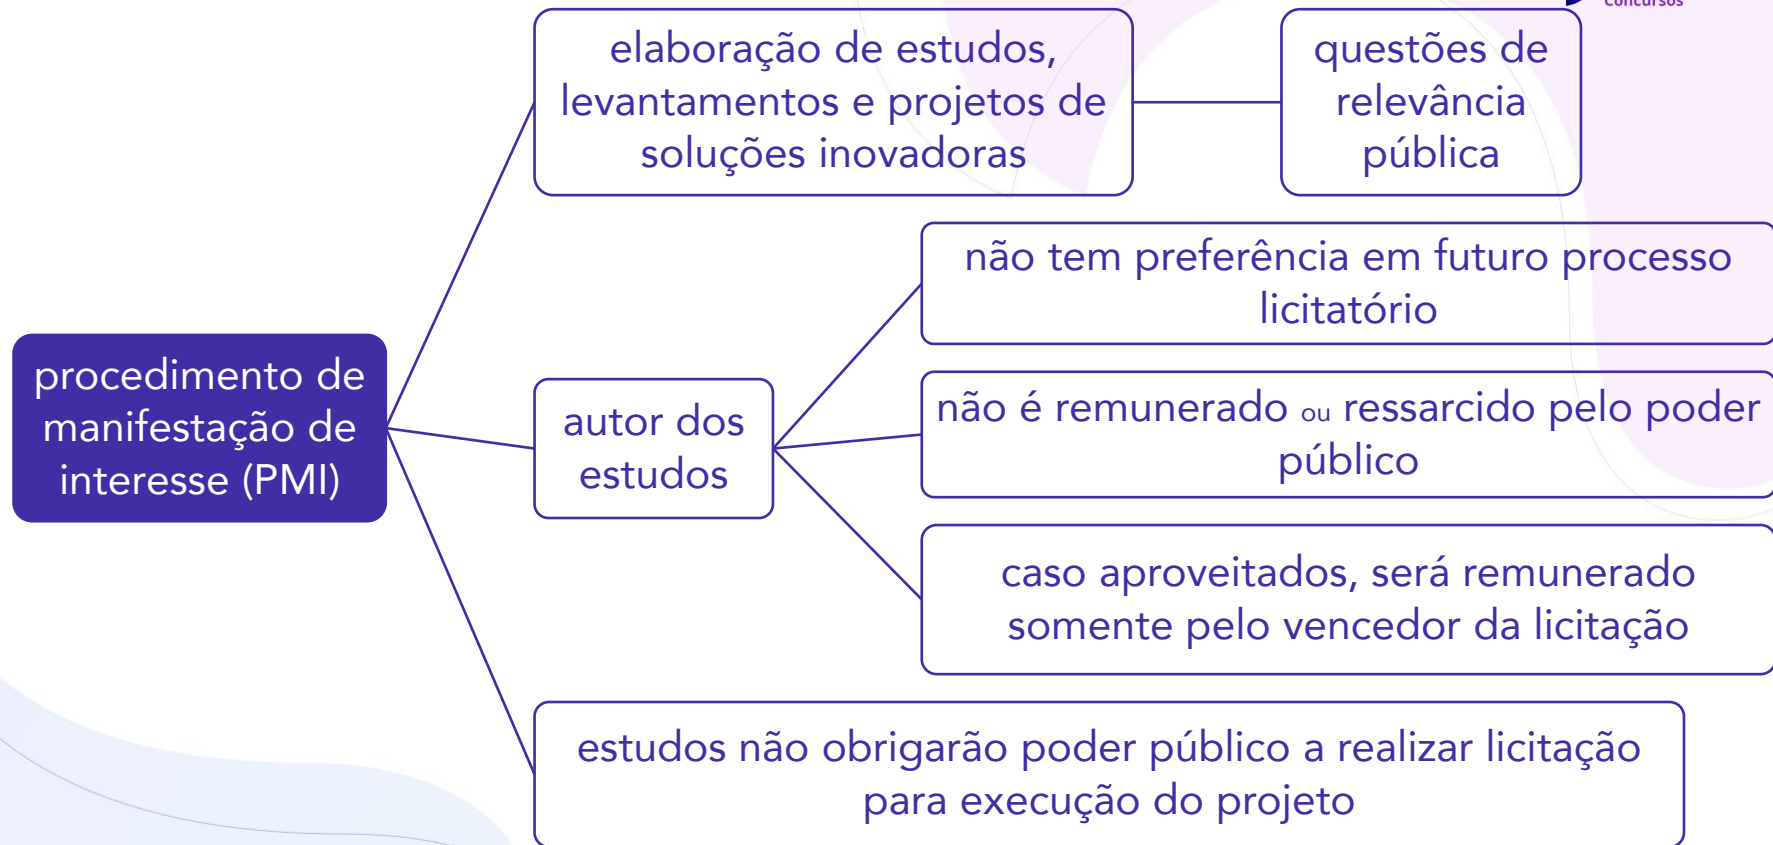 Concursos
elaboração de estudos,
levantamentos e projetos de
soluções inovadoras
questões de
relevância
pública
não tem preferência em futuro processo
licitatório
procedimento de
manifestação de
interesse (PMI)
autor dos
estudos
não é remunerado ou ressarcido pelo poder
público
caso aproveitados, será remunerado
somente pelo vencedor da licitação
estudos não obrigarão poder público a realizar licitação
para execução do projeto